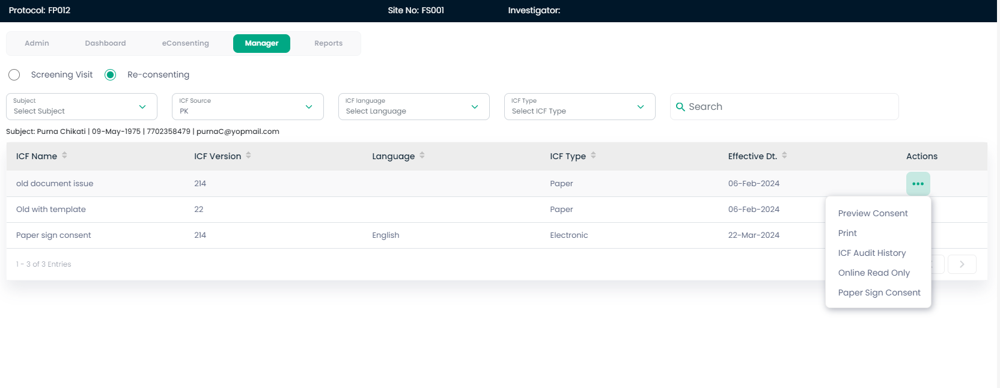 Protocol: FP012 Site No: FS001 Investigator:
Admin Dashboard eConsenting Manager Reports
Screening Visit Re-consenting
Subject ICF Source ICF language ICF Type
Select Subject PK Select Language Select ICF Type Search
Subject: Purna Chikati | 09-May-1975 | 7702358479 | purnaC@yopmail.com
ICF Name ICF Version Language ICF Type Effective Dt. Actions
old document issue 214 Paper 06-Feb-2024
Old with template 22 Paper 06-Feb-2024
Paper sign consent 214 English Electronic 22-Mar-2024
1 - 3 of 3 Entries
Preview Consent
Print
ICF Audit History
Online Read Only
Paper Sign Consent